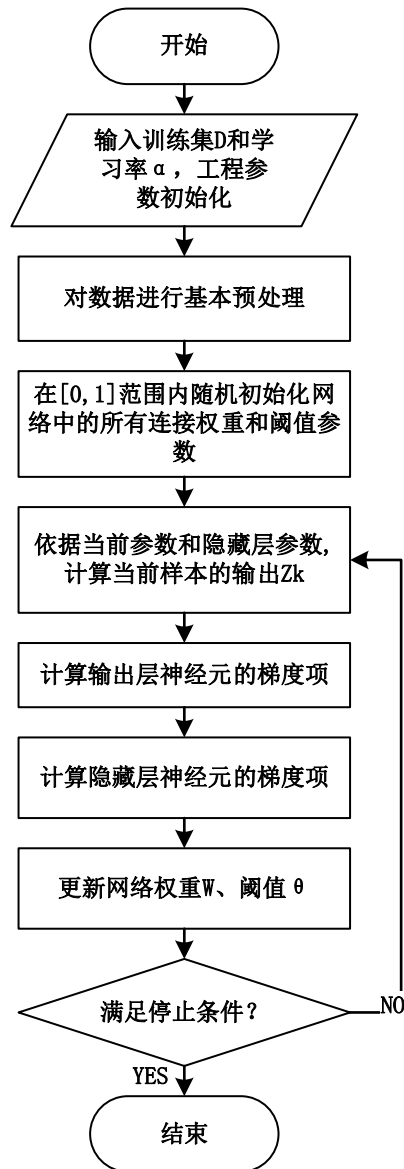 开始
输入训练集D和学
习率α，工程参
数初始化
对数据进行基本预处理
在[0,1]范围内随机初始化网
络中的所有连接权重和阈值参
数
依据当前参数和隐藏层参数,
计算当前样本的输出Zk
计算输出层神经元的梯度项
计算隐藏层神经元的梯度项
更新网络权重W、阈值θ
满足停止条件?
NO
YES
结束